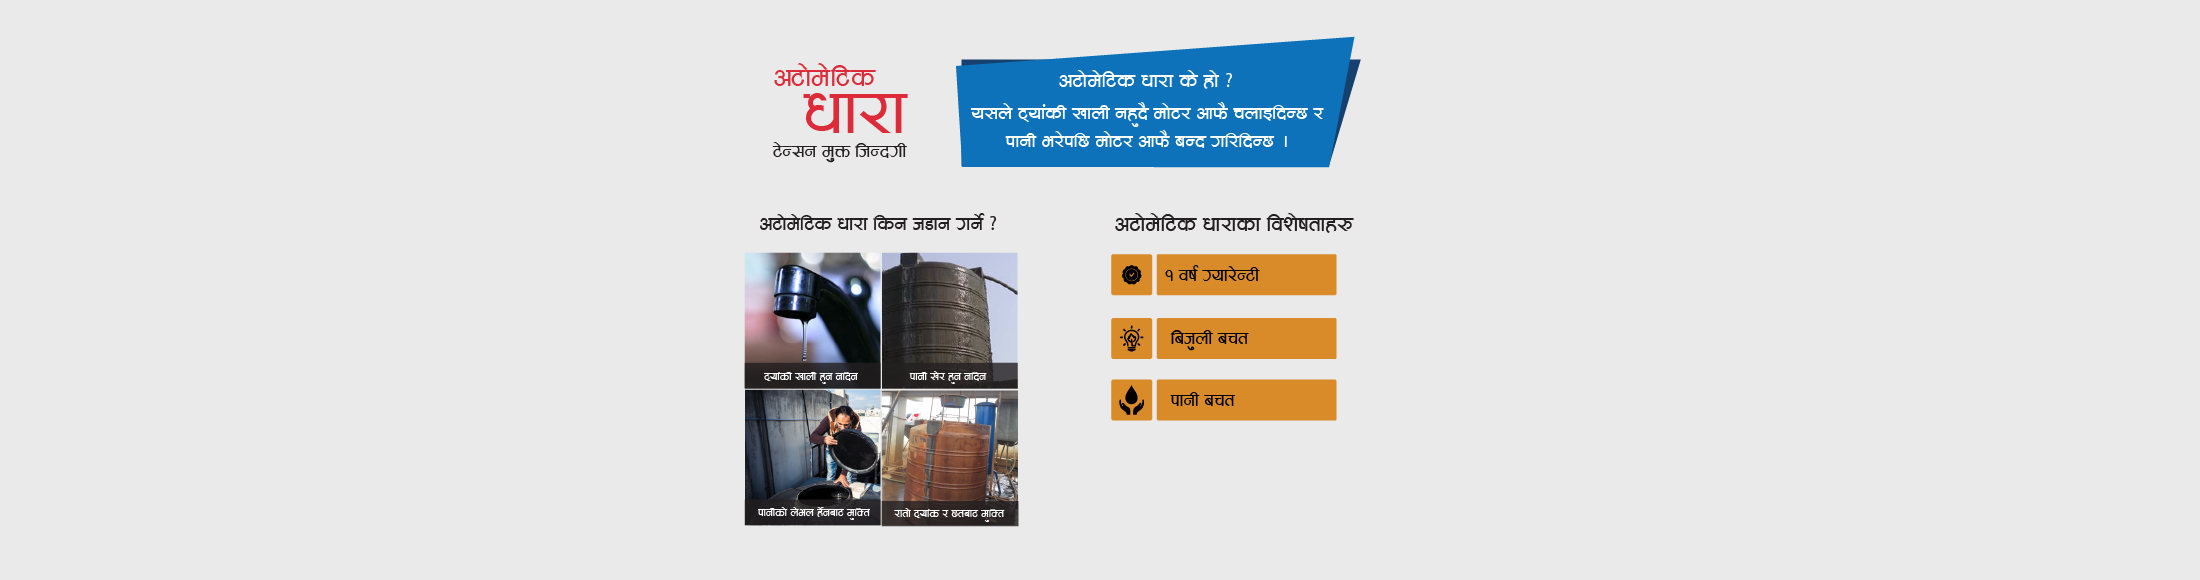 अटोमेटिक
धारा
टेन्सन मुक्त जिन्दगी
अटोमेटिक धारा के हो ?
यसले ट्यांकी खाली नहुदै मोटर आफै चलाइदिन्छ र
पानी भरेपछि मोटर आफै बन्द गरिदिन्छ ।
अटोमेटिक धारा किन जडान गर्ने ?
ट्यांकी खाली हुन नदिन
पानी खेर हुन नदिन
पानीको लेभल हेर्नबाट मुक्ति
रातो ट्यांक र छतबाट मुक्ति
अटोमेटिक धाराका विशेषताहरु
१ वर्ष ग्यारेन्टी
बिजुली बचत
पानी बचत